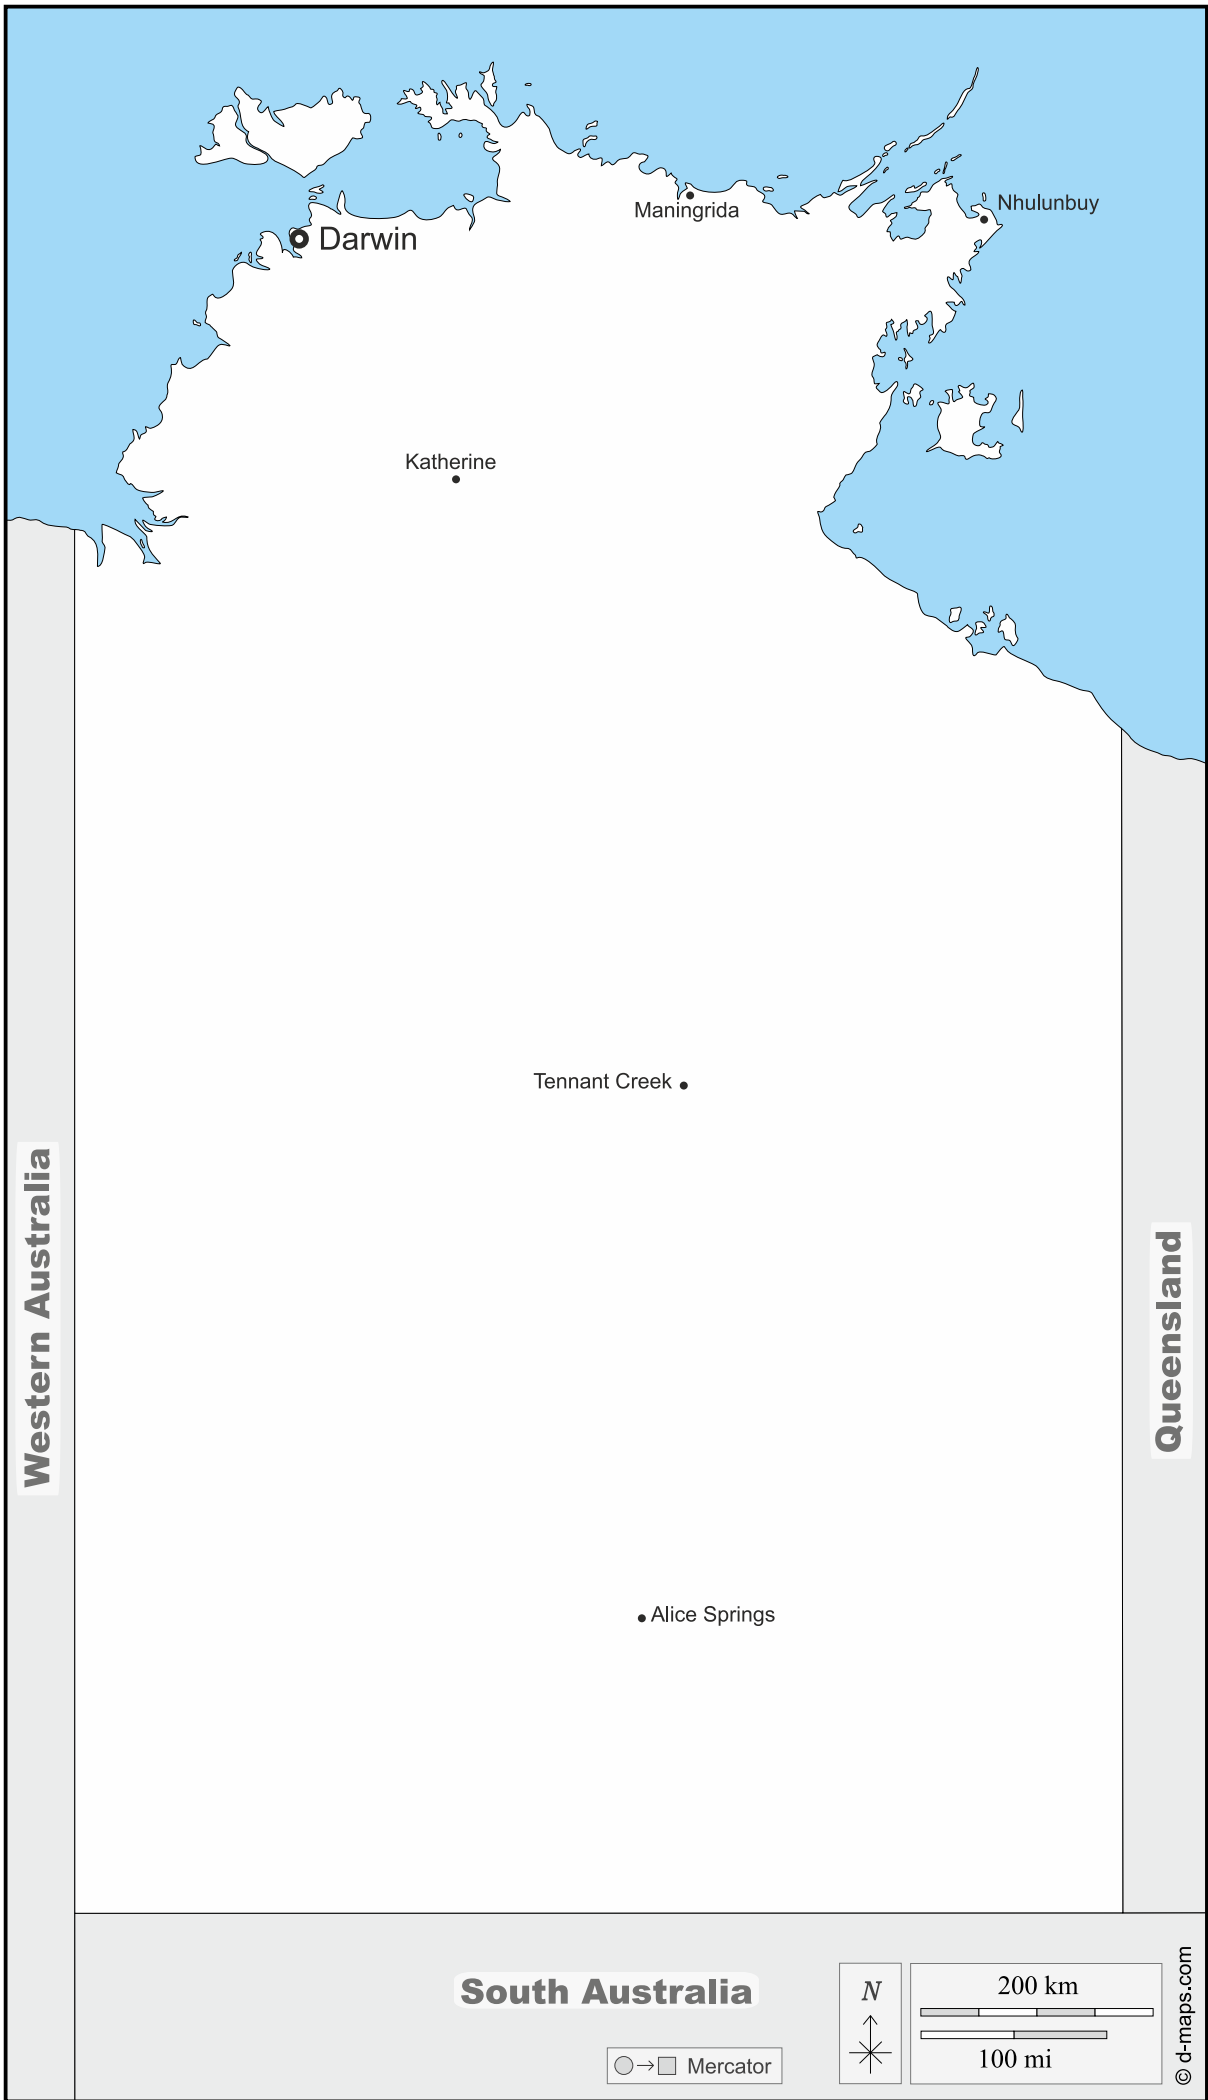 Maningrida
Nhulunbuy
Darwin
Katherine
Tennant Creek
Western Australia
Queensland
Alice Springs
South Australia
N
200 km
100 mi
Mercator
© d-maps.com